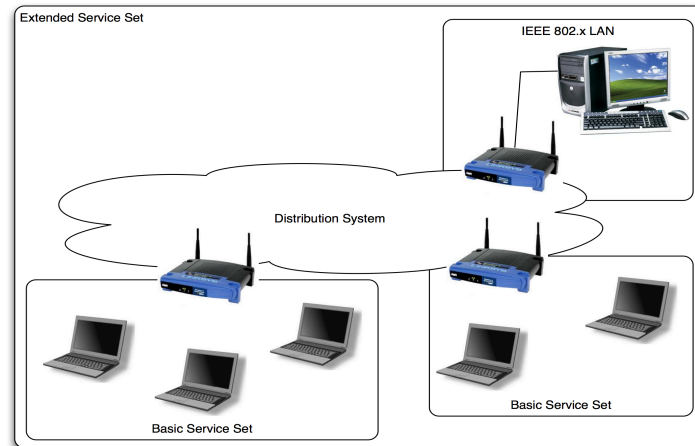 Extended Service Set
IEEE 802.x LAN
Distribution System
Basic Service Set
Basic Service Set